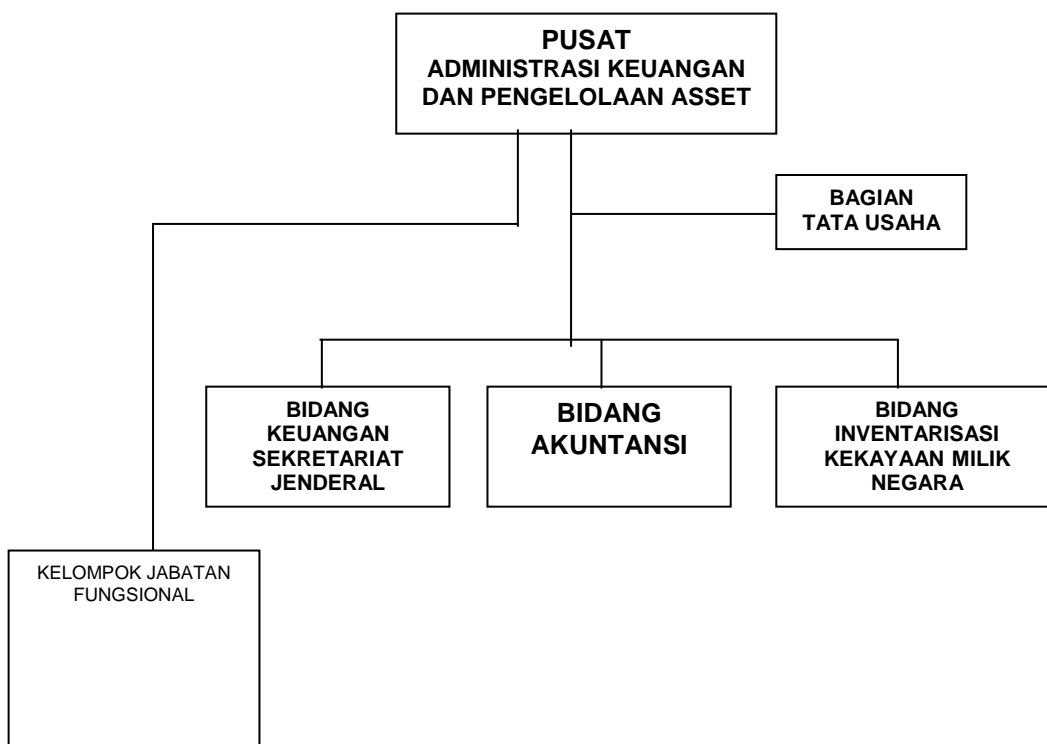 PUSAT
ADMINISTRASI KEUANGAN
DAN PENGELOLAAN ASSET
BAGIAN
TATA USAHA
BIDANG
KEUANGAN
SEKRETARIAT
JENDERAL
BIDANG
AKUNTANSI
BIDANG
INVENTARISASI
KEKAYAAN MILIK
NEGARA
KELOMPOK JABATAN
FUNGSIONAL